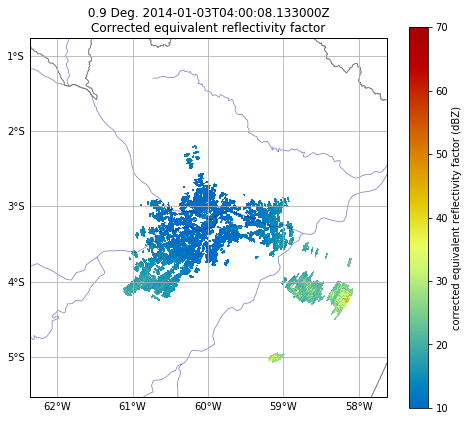 0.9 Deg. 2014-01-03T04:00:08.133000Z
Corrected equivalent reflectivity factor
1°S
2°S
3°S
4°S
5°S
62°W
61°W
60°W
59°W
58°W
70
60
50
40
30
20
10
corrected equivalent reflectivity factor (dBZ)